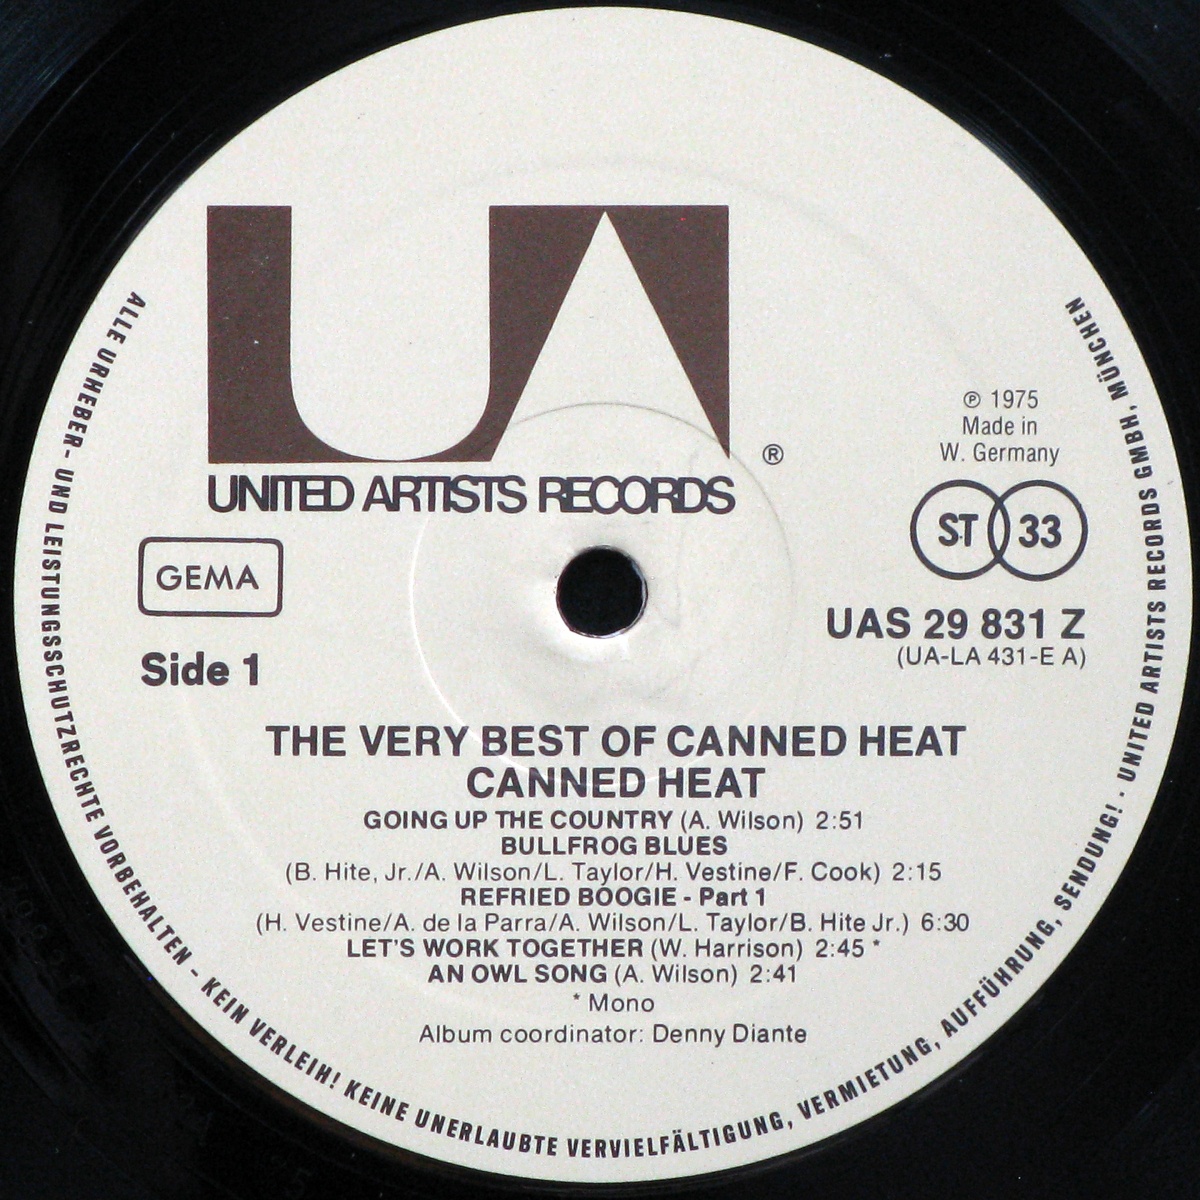 UA
®
UNITED ARTISTS RECORDS
℗ 1975
Made in
W. Germany
ST 33
GEMA
UAS 29 831 Z
(UA-LA 431-E A)
Side 1
THE VERY BEST OF CANNED HEAT
CANNED HEAT
GOING UP THE COUNTRY (A. Wilson) 2:51
BULLFROG BLUES
(B. Hite, Jr./A. Wilson/L. Taylor/H. Vestine/F. Cook) 2:15
REFRIED BOOGIE - Part 1
(H. Vestine/A. de la Parra/A. Wilson/L. Taylor/B. Hite Jr.) 6:30
LET'S WORK TOGETHER (W. Harrison) 2:45 *
AN OWL SONG (A. Wilson) 2:41
* Mono
Album coordinator: Denny Diante
ALLE URHEBER- UND LEISTUNGSSCHUTZRECHTE VORBEHALTEN - KEIN VERLEIH! KEINE UNERLAUBTE VERVIELFÄLTIGUNG, VERMIETUNG, AUFFÜHRUNG, SENDUNG! · UNITED ARTISTS RECORDS GMBH, MÜNCHEN